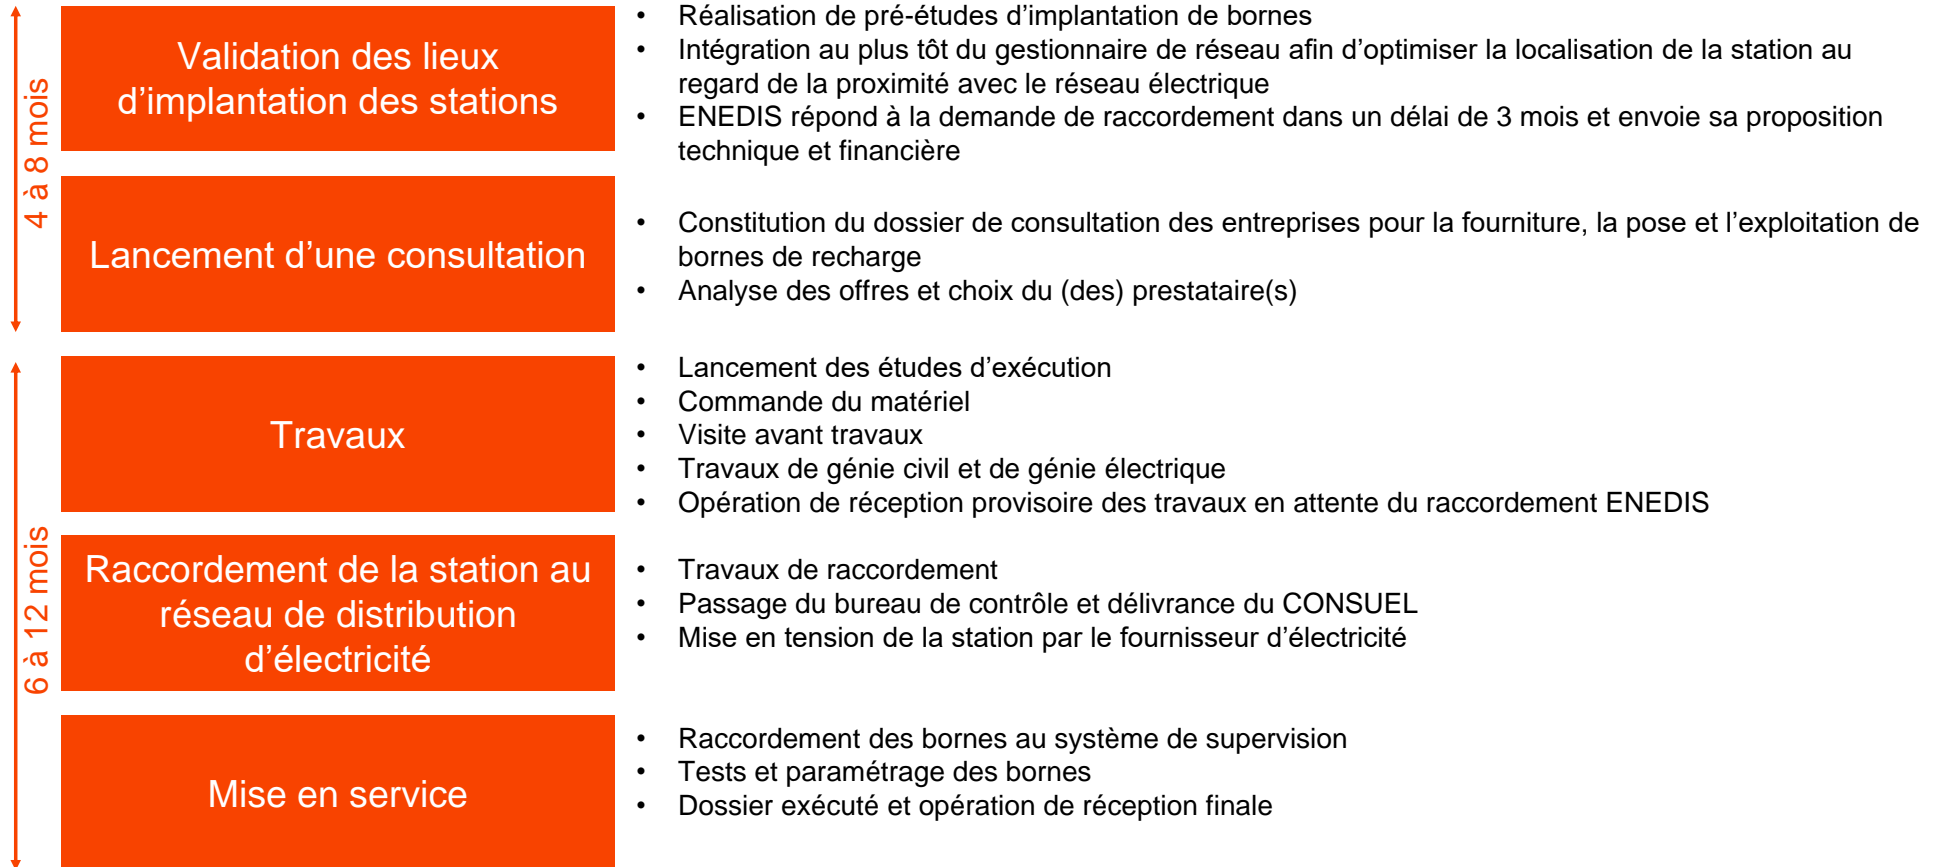 4 à 8 mois
Validation des lieux
d’implantation des stations
• Réalisation de pré-études d’implantation de bornes
• Intégration au plus tôt du gestionnaire de réseau afin d’optimiser la localisation de la station au
regard de la proximité avec le réseau électrique
• ENEDIS répond à la demande de raccordement dans un délai de 3 mois et envoie sa proposition
technique et financière
Lancement d’une consultation
• Constitution du dossier de consultation des entreprises pour la fourniture, la pose et l’exploitation de
bornes de recharge
• Analyse des offres et choix du (des) prestataire(s)
6 à 12 mois
Travaux
• Lancement des études d’exécution
• Commande du matériel
• Visite avant travaux
• Travaux de génie civil et de génie électrique
• Opération de réception provisoire des travaux en attente du raccordement ENEDIS
Raccordement de la station au
réseau de distribution
d’électricité
• Travaux de raccordement
• Passage du bureau de contrôle et délivrance du CONSUEL
• Mise en tension de la station par le fournisseur d’électricité
Mise en service
• Raccordement des bornes au système de supervision
• Tests et paramétrage des bornes
• Dossier exécuté et opération de réception finale